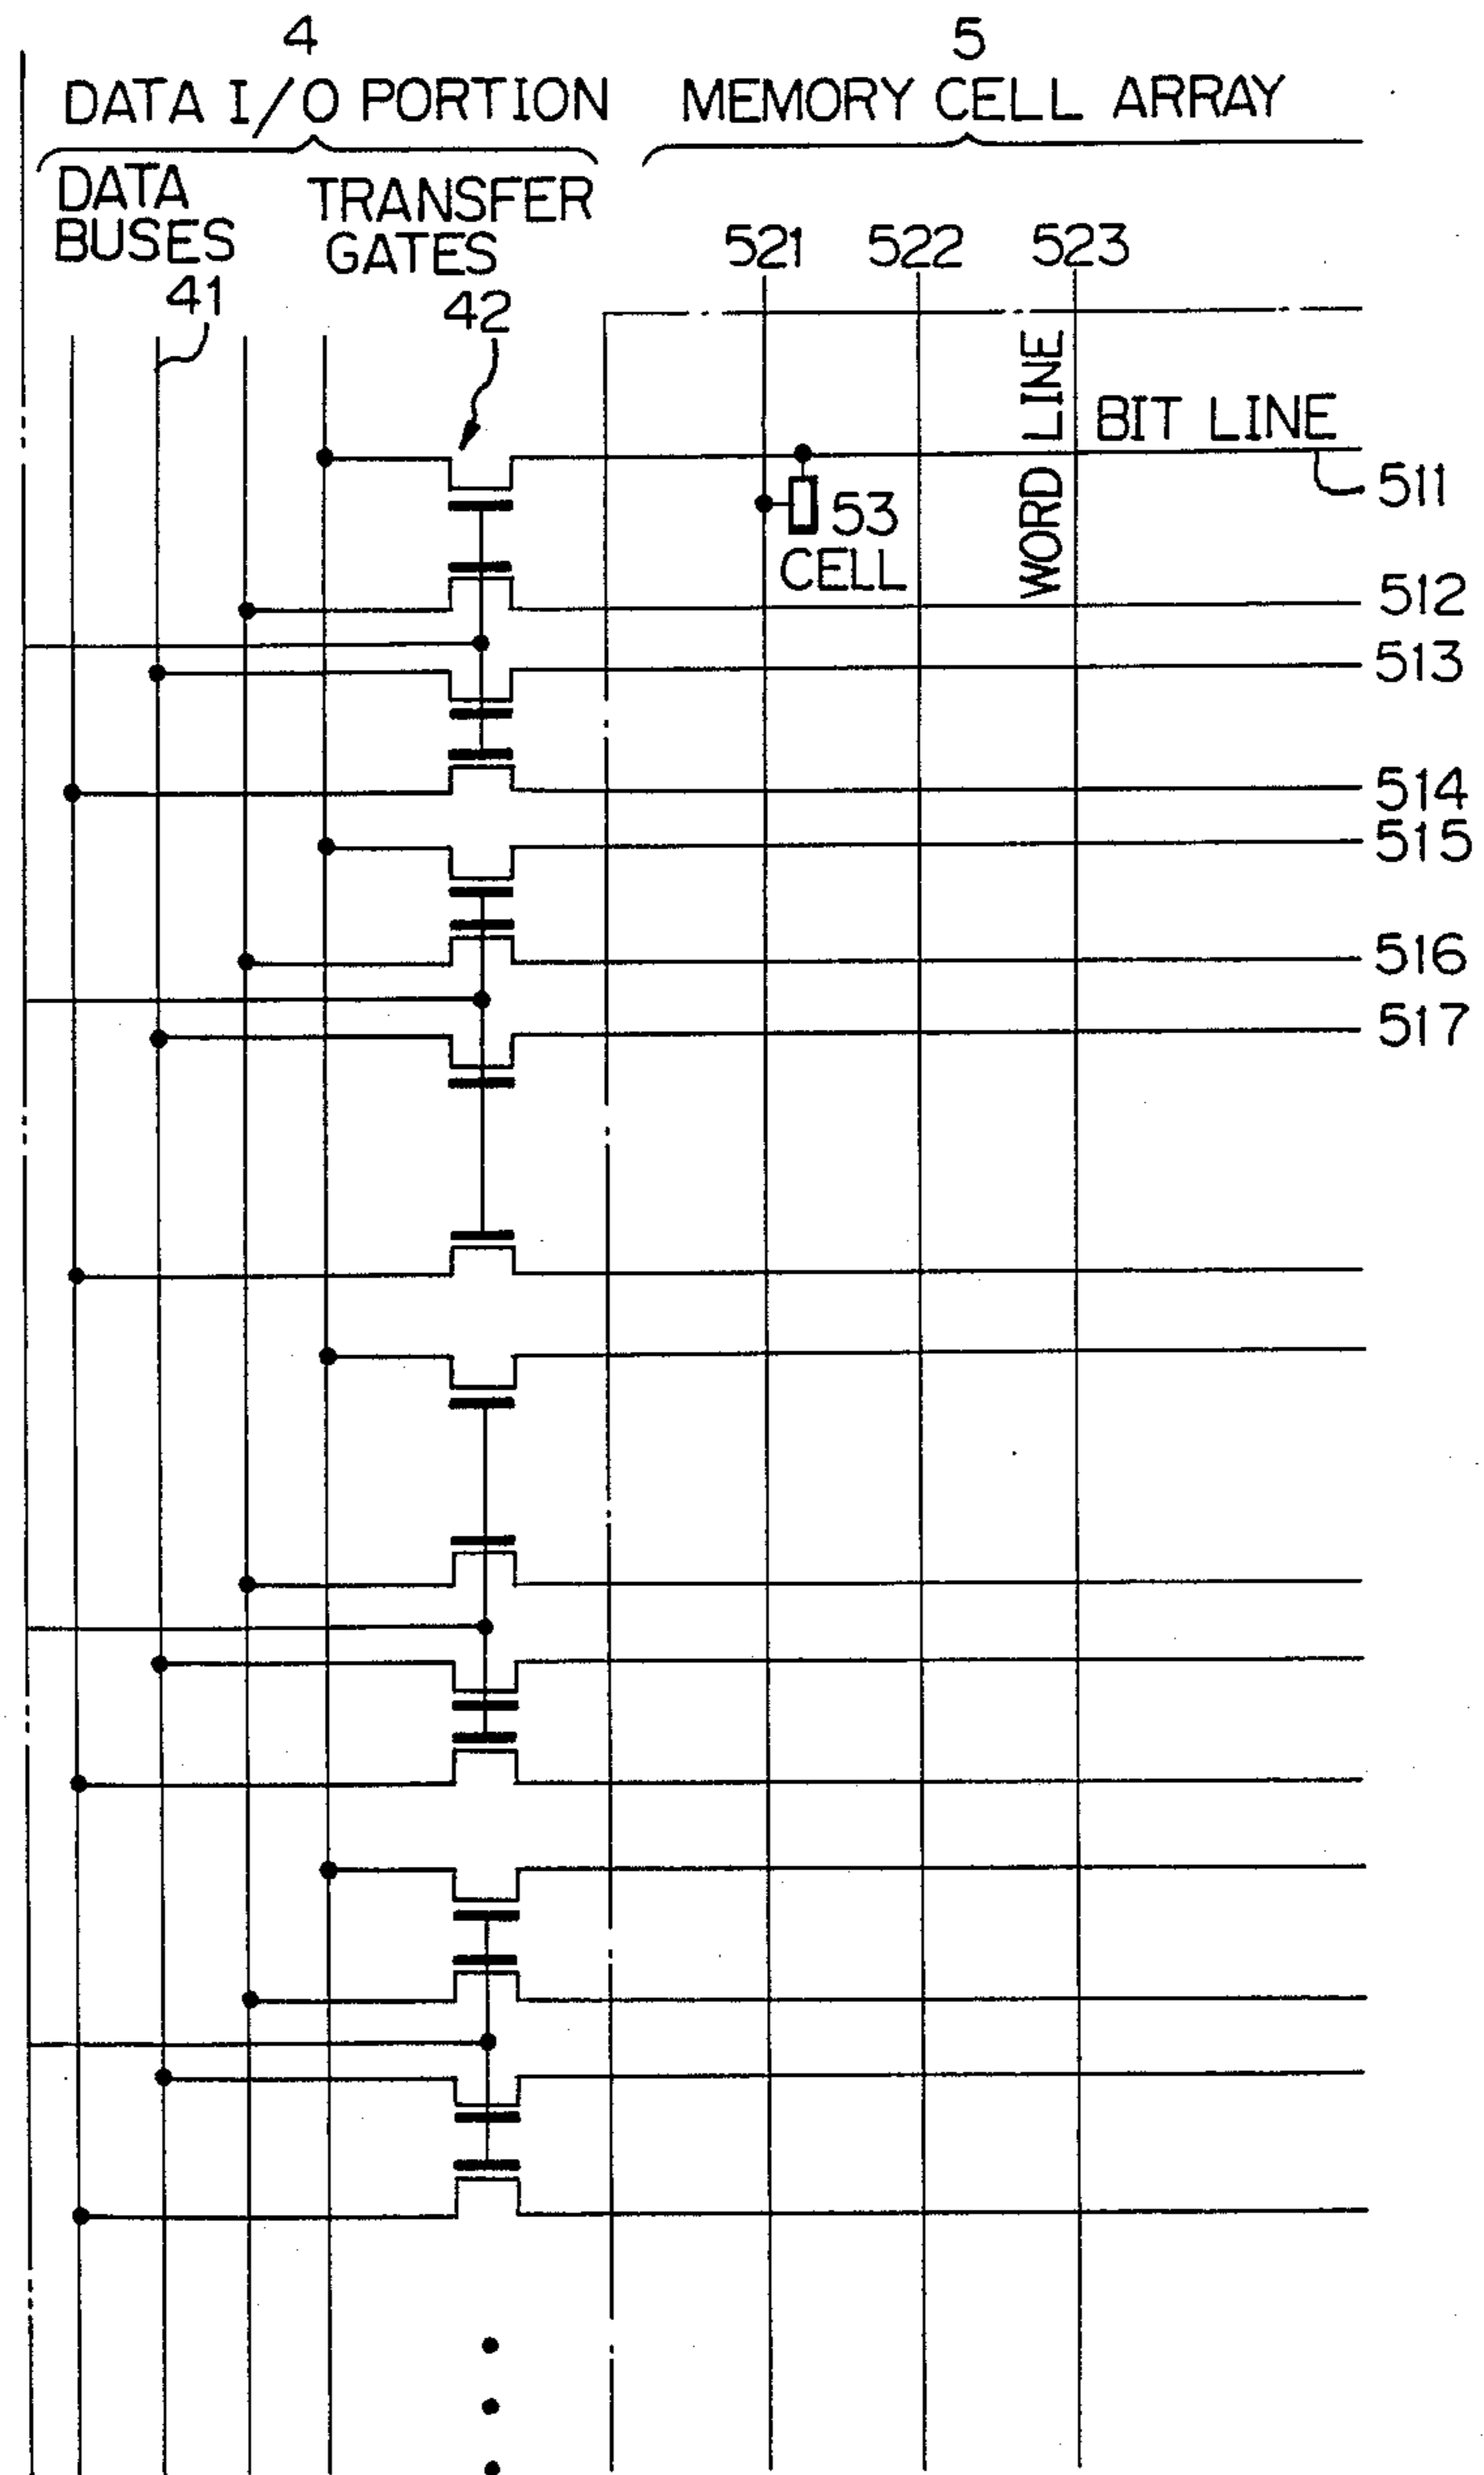 4
DATA I/O PORTION
5
MEMORY CELL ARRAY
DATA
BUSES
41
TRANSFER
GATES
42
521
522
523
WORD LINE
BIT LINE
511
53
CELL
512
513
514
515
516
517